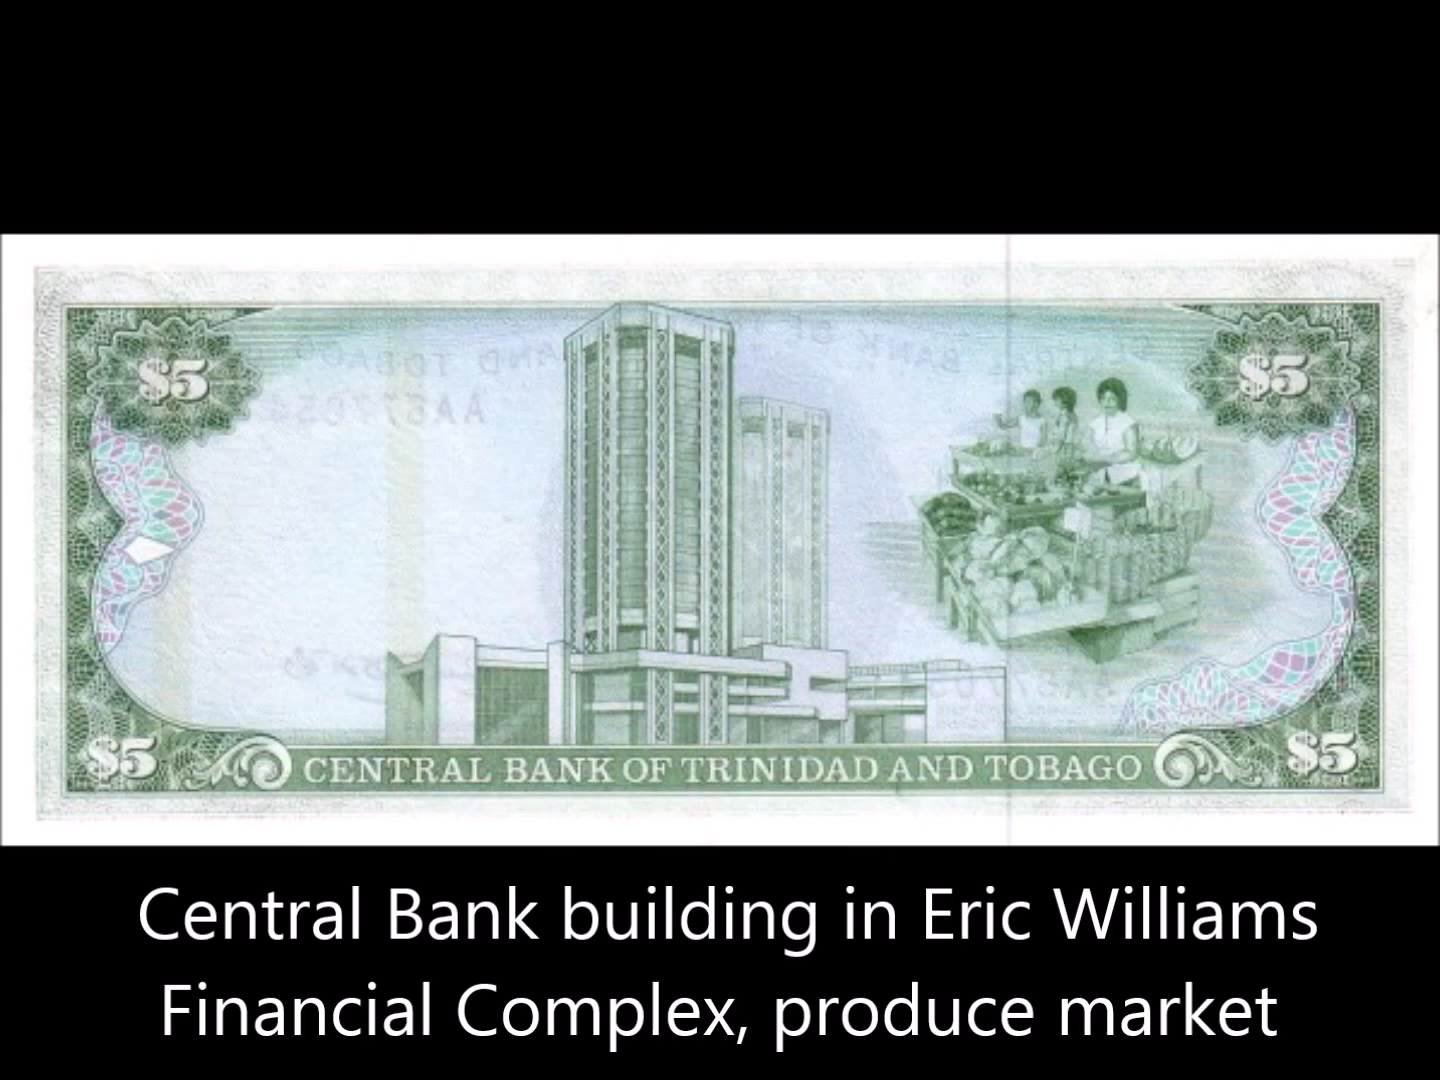 $5
$5
$5
CENTRAL BANK OF TRINIDAD AND TOBAGO
$5
Central Bank building in Eric Williams
Financial Complex, produce market